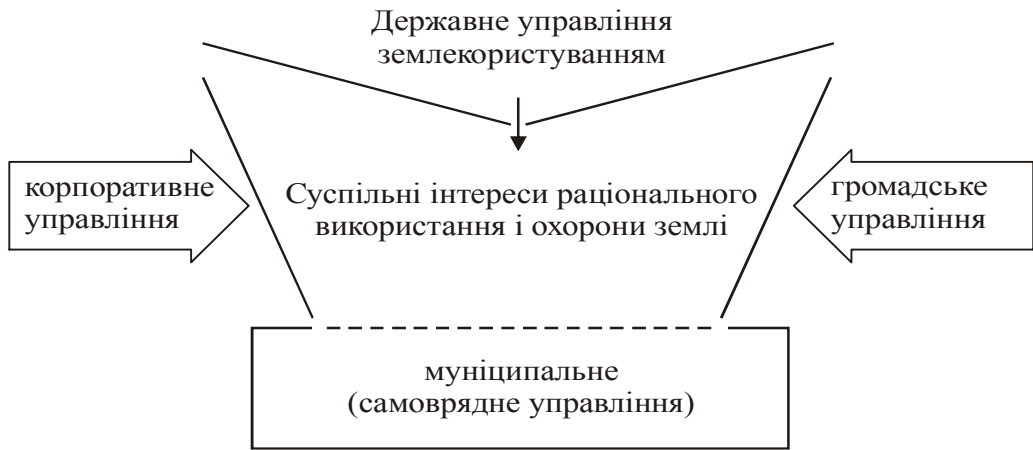 Державне управління
землекористуванням
корпоративне
управління
Суспільні інтереси раціонального
використання і охорони землі
громадське
управління
муніципальне
(самоврядне управління)